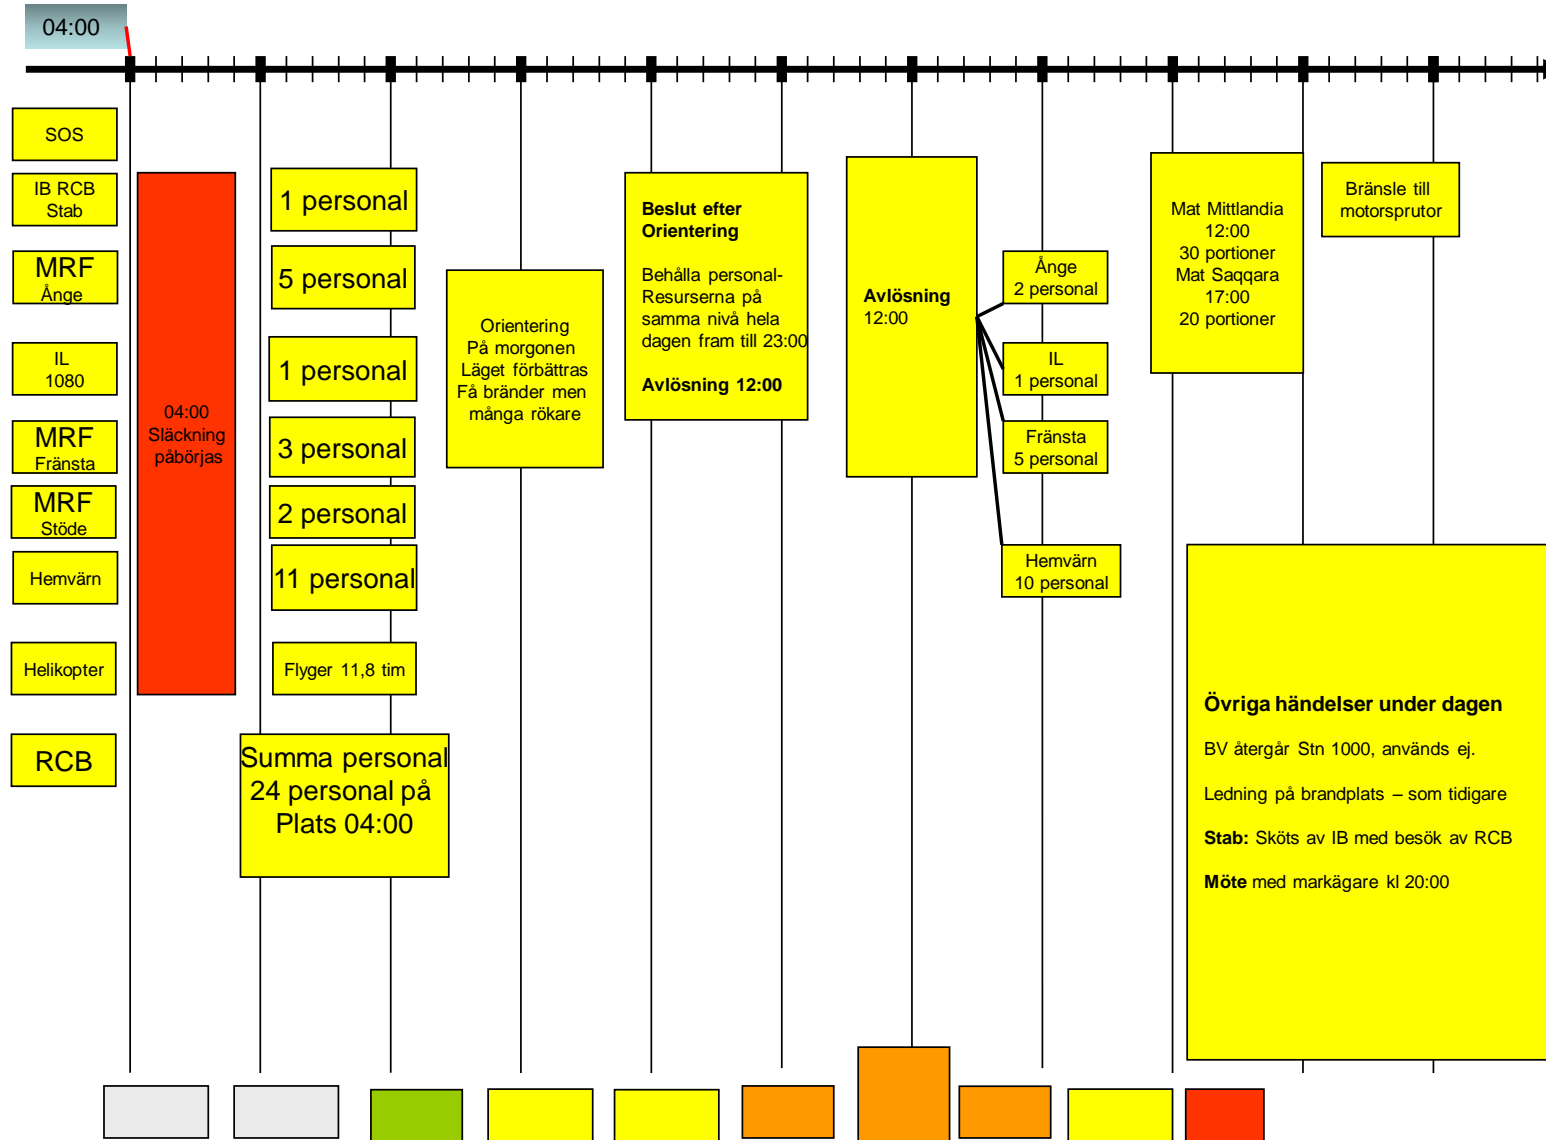 04:00
SOS
IB RCB
Stab
MRF
Ånge
IL
1080
MRF
Fränsta
MRF
Stöde
Hemvärn
Helikopter
RCB
04:00
Släckning
påbörjas
1 personal
5 personal
1 personal
3 personal
2 personal
11 personal
Flyger 11,8 tim
Summa personal
24 personal på
Plats 04:00
Orientering
På morgonen
Läget förbättras
Få bränder men
många rökare
Beslut efter
Orientering
Behålla personal-
Resurserna på
samma nivå hela
dagen fram till 23:00
Avlösning 12:00
Avlösning
12:00
Ånge
2 personal
IL
1 personal
Fränsta
5 personal
Hemvärn
10 personal
Mat Mittlandia
12:00
30 portioner
Mat Saqqara
17:00
20 portioner
Bränsle till
motorsprutor
Övriga händelser under dagen
BV återgår Stn 1000, används ej.
Ledning på brandplats – som tidigare
Stab: Sköts av IB med besök av RCB
Möte med markägare kl 20:00